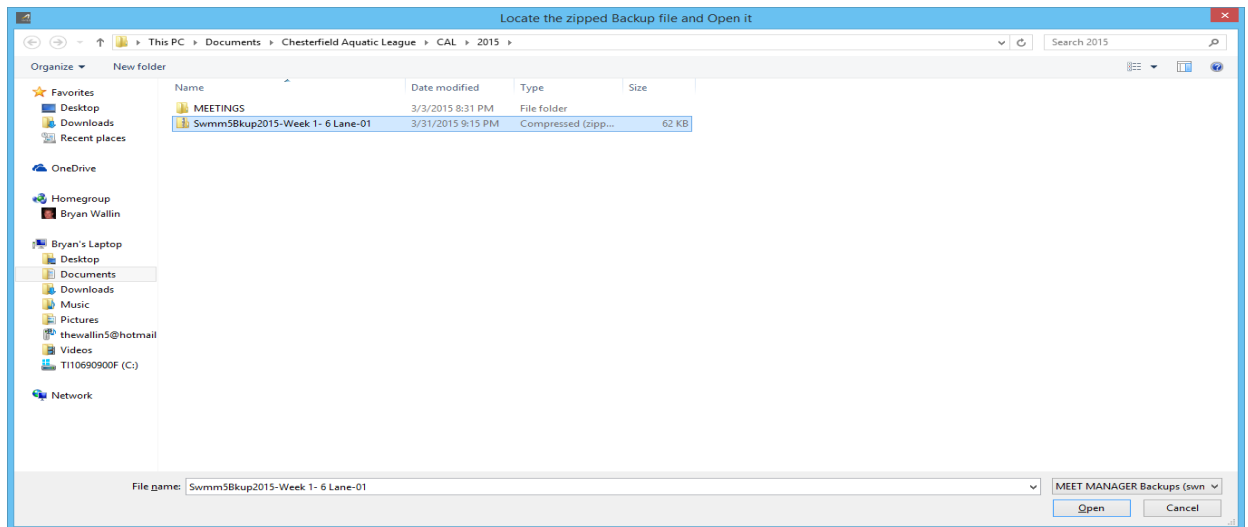 Locate the zipped Backup file and Open it
This PC Documents Chesterfield Aquatic League CAL 2015
Search 2015
Organize New folder
Name Date modified Type Size
MEETINGS 3/3/2015 8:31 PM File folder
Swmm5Bkup2015-Week 1- 6 Lane-01 3/31/2015 9:15 PM Compressed (zipp... 62 KB
Favorites
Desktop
Downloads
Recent places
OneDrive
Homegroup
Bryan Wallin
Bryan's Laptop
Desktop
Documents
Downloads
Music
Pictures
thewallin5@hotmail
Videos
TI10690900F (C:)
Network
File name: Swmm5Bkup2015-Week 1- 6 Lane-01
MEET MANAGER Backups (swn
Open Cancel